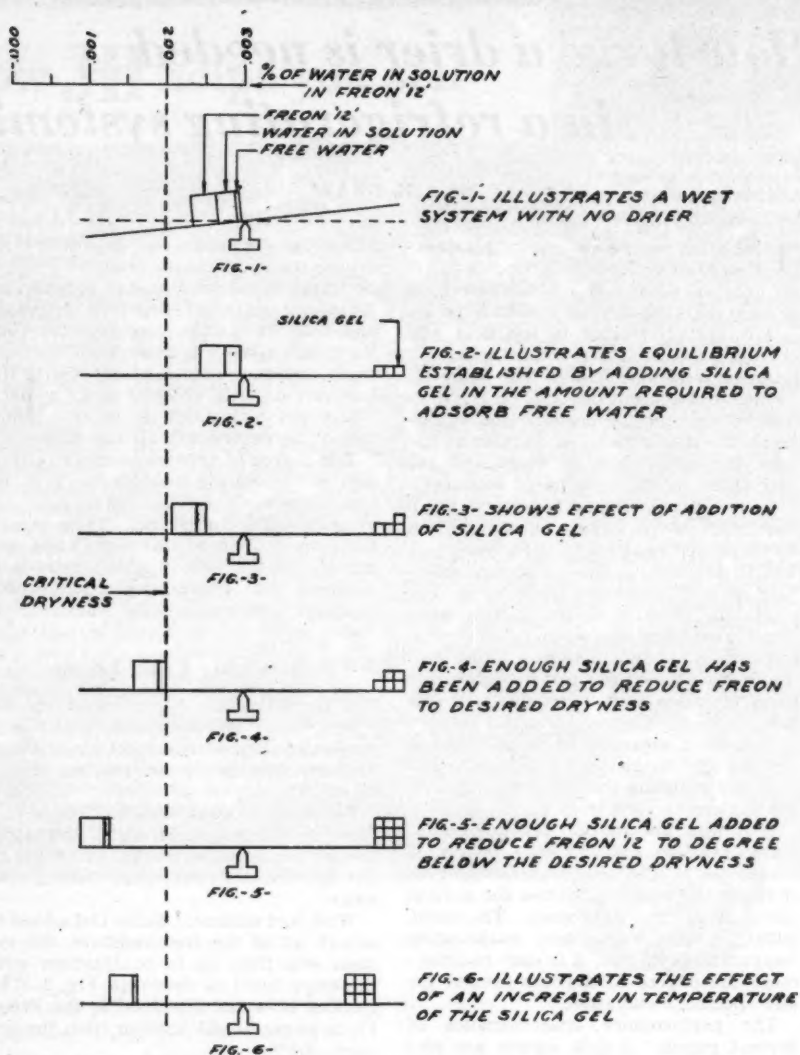 .000 .001 .002 .003
% OF WATER IN SOLUTION
IN FREON '12'
FREON '12'
WATER IN SOLUTION
FREE WATER
FIG-1- ILLUSTRATES A WET
SYSTEM WITH NO DRIER
FIG.-1-
SILICA GEL
FIG-2- ILLUSTRATES EQUILIBRIUM
ESTABLISHED BY ADDING SILICA
GEL IN THE AMOUNT REQUIRED TO
ADSORB FREE WATER
FIG.-2-
FIG-3- SHOWS EFFECT OF ADDITION
OF SILICA GEL
FIG.-3-
CRITICAL
DRYNESS
FIG-4- ENOUGH SILICA GEL HAS
BEEN ADDED TO REDUCE FREON
TO DESIRED DRYNESS
FIG.-4-
FIG-5- ENOUGH SILICA GEL ADDED
TO REDUCE FREON '12 TO DEGREE
BELOW THE DESIRED DRYNESS
FIG.-5-
FIG-6- ILLUSTRATES THE EFFECT
OF AN INCREASE IN TEMPERATURE
OF THE SILICA GEL
FIG.-6-